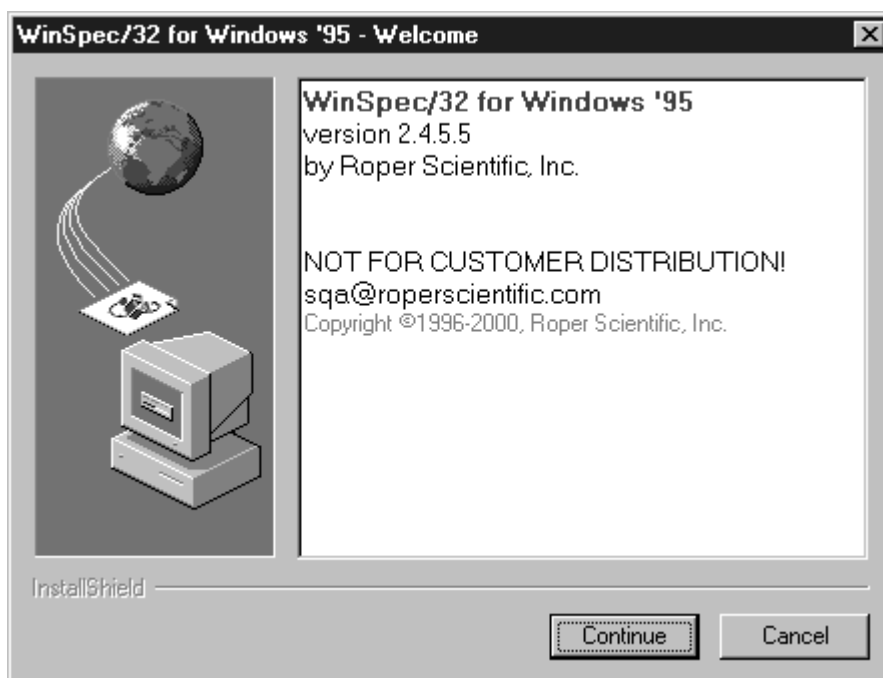 WinSpec/32 for Windows '95 - Welcome
WinSpec/32 for Windows '95
version 2.4.5.5
by Roper Scientific, Inc.
NOT FOR CUSTOMER DISTRIBUTION!
sqa@roperscientific.com
Copyright ©1996-2000, Roper Scientific, Inc.
InstallShield
Continue
Cancel